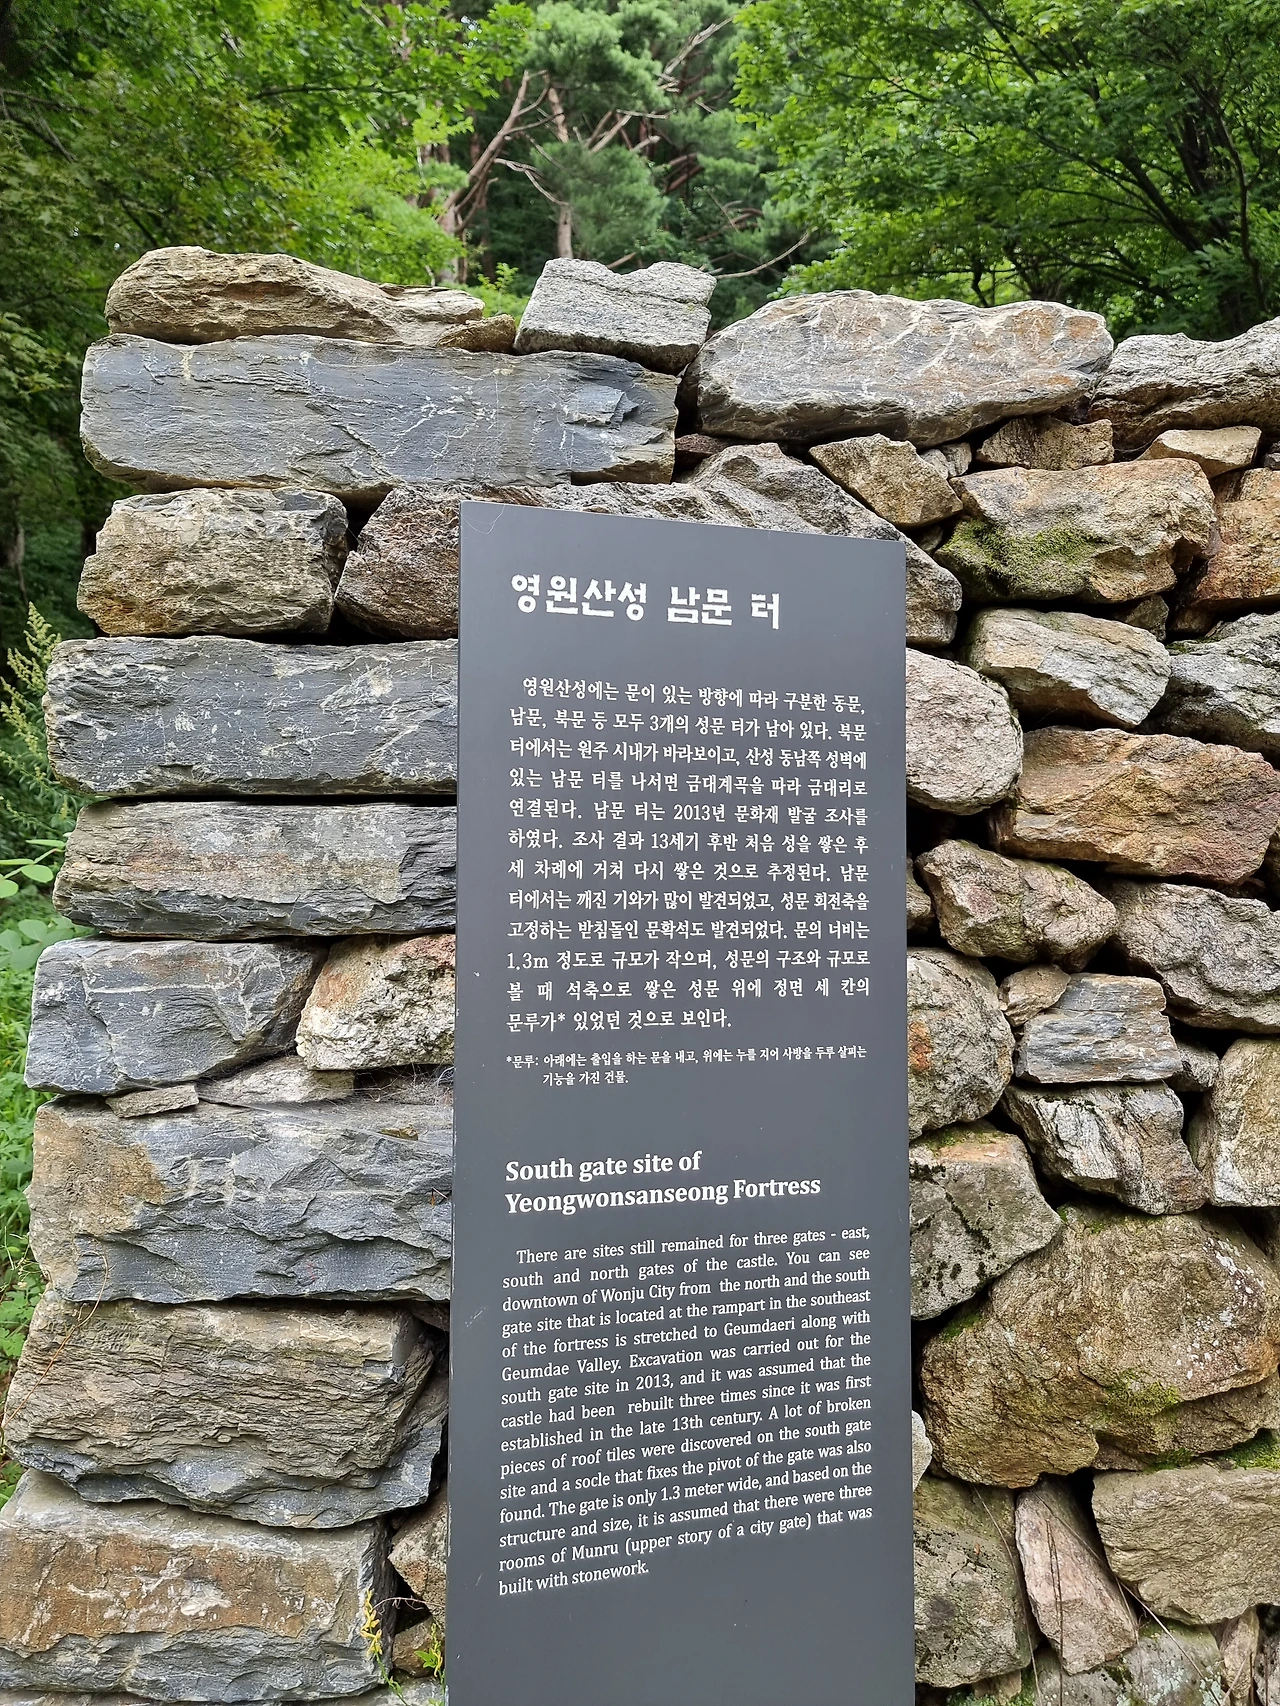 영원산성 남문 터
영원산성에는 문이 있는 방향에 따라 구분한 동문,
남문, 북문 등 모두 3개의 성문 터가 남아 있다. 북문
터에서는 원주 시내가 바라보이고, 산성 동남쪽 성벽에
있는 남문 터를 나서면 금대계곡을 따라 금대리로
연결된다. 남문 터는 2013년 문화재 발굴 조사를
하였다. 조사 결과 13세기 후반 처음 성을 쌓은 후
세 차례에 거쳐 다시 쌓은 것으로 추정된다. 남문
터에서는 깨진 기와가 많이 발견되었고, 성문 회전축을
고정하는 받침돌인 문확석도 발견되었다. 문의 너비는
1.3m 정도로 규모가 작으며, 성문의 구조와 규모로
볼 때 석축으로 쌓은 성문 위에 정면 세 칸의
문루가* 있었던 것으로 보인다.
*문루: 아래에는 출입을 하는 문을 내고, 위에는 누를 지어 사방을 두루 살피는
기능을 가진 건물.
South gate site of
Yeongwonsanseong Fortress
There are sites still remained for three gates - east,
south and north gates of the castle. You can see
downtown of Wonju City from the north and the south
gate site that is located at the rampart in the southeast
of the fortress is stretched to Geumdaeri along with
Geumdae Valley. Excavation was carried out for the
south gate site in 2013, and it was assumed that the
castle had been rebuilt three times since it was first
established in the late 13th century. A lot of broken
pieces of roof tiles were discovered on the south gate
site and a socle that fixes the pivot of the gate was also
found. The gate is only 1.3 meter wide, and based on the
structure and size, it is assumed that there were three
rooms of Munru (upper story of a city gate) that was
built with stonework.